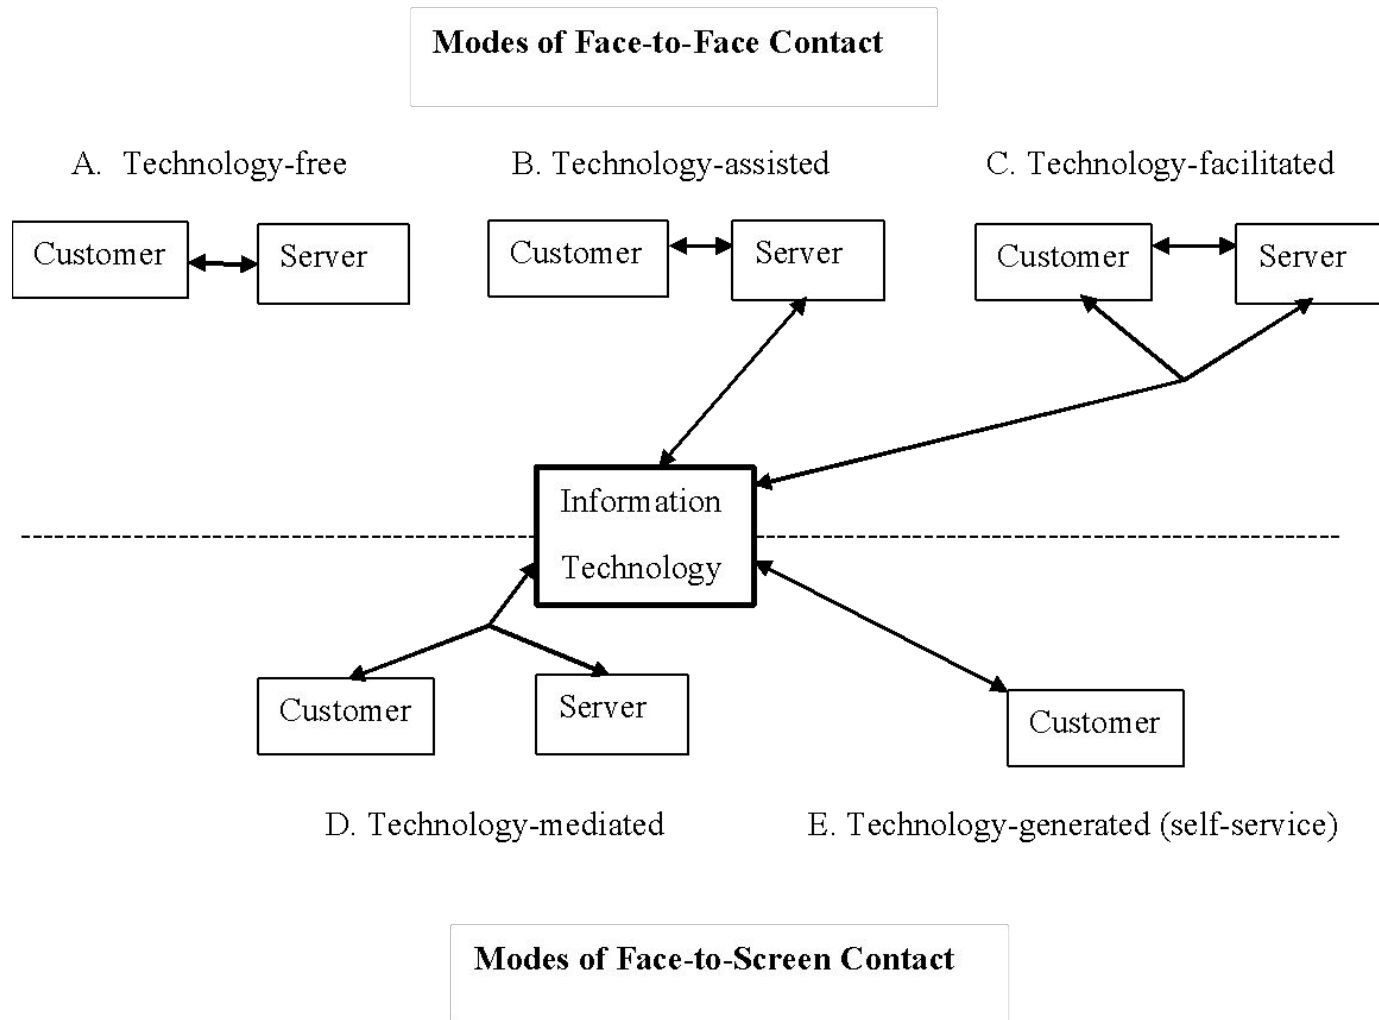 Modes of Face-to-Face Contact
A. Technology-free
B. Technology-assisted
C. Technology-facilitated
Customer
Server
Customer
Server
Customer
Server
Information
Technology
Customer
Server
Customer
D. Technology-mediated
E. Technology-generated (self-service)
Modes of Face-to-Screen Contact